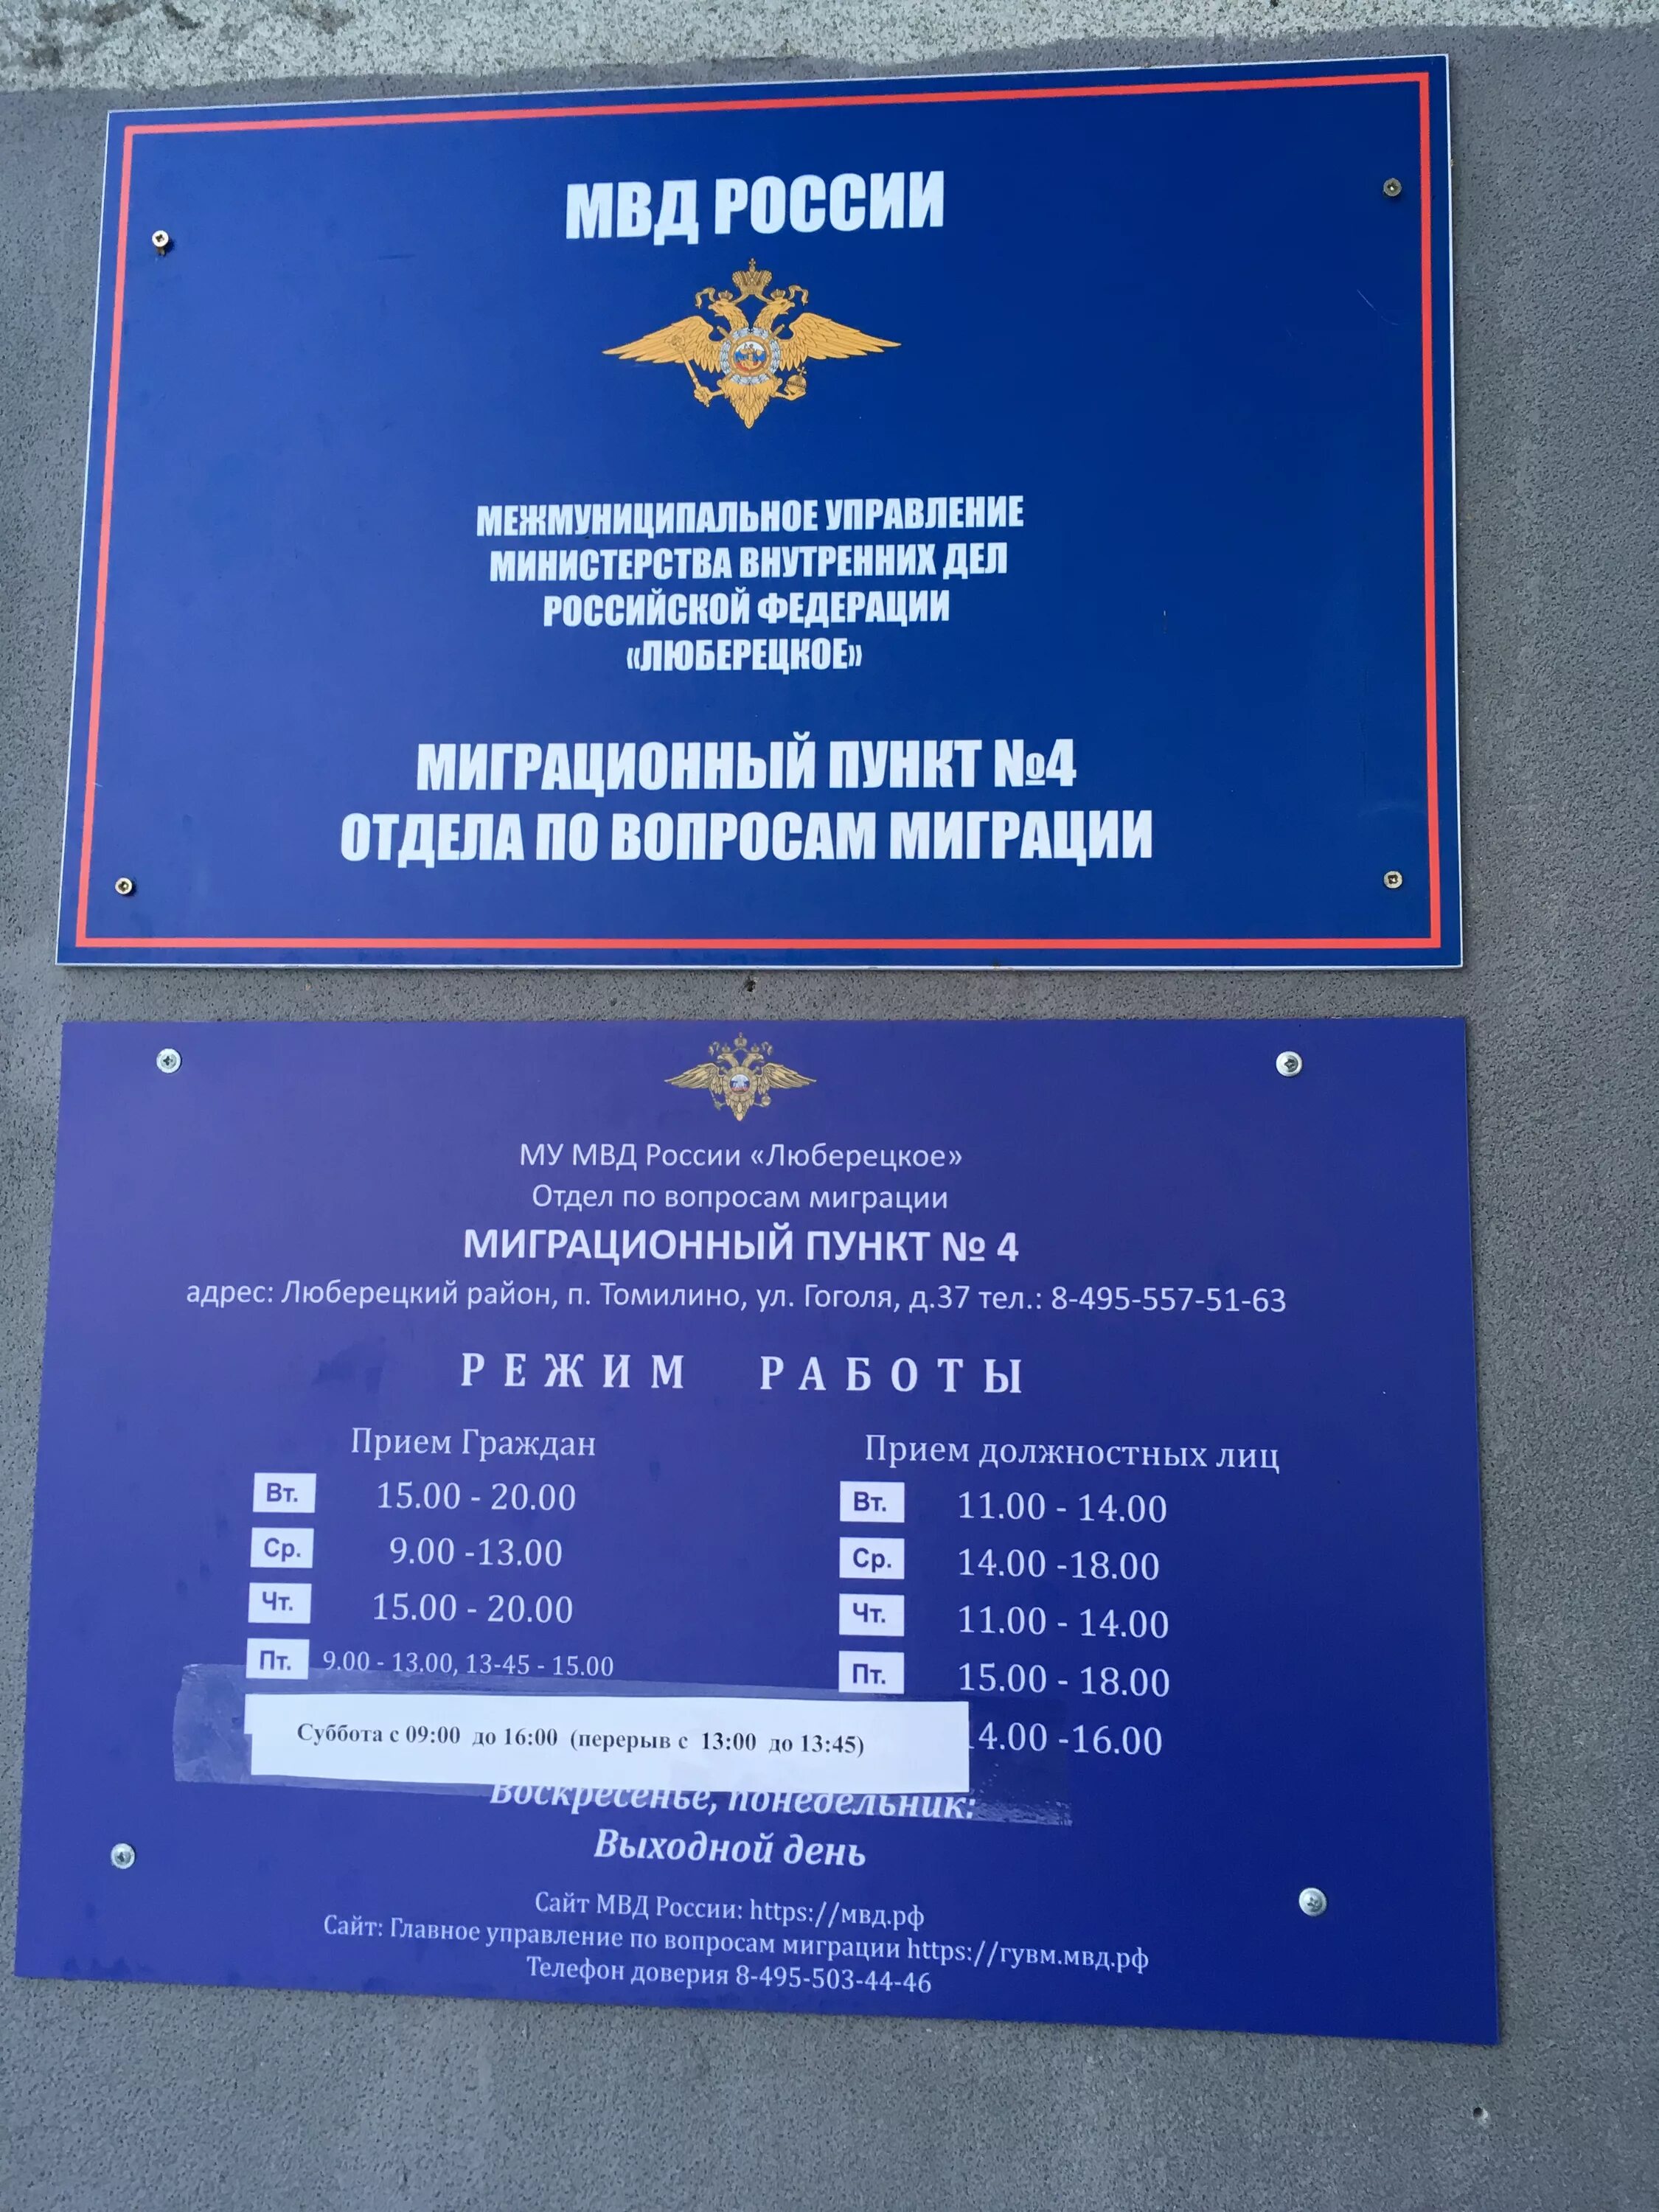 МВД РОССИИ
МЕЖМУНИЦИПАЛЬНОЕ УПРАВЛЕНИЕ
МИНИСТЕРСТВА ВНУТРЕННИХ ДЕЛ
РОССИЙСКОЙ ФЕДЕРАЦИИ
«ЛЮБЕРЕЦКОЕ»
МИГРАЦИОННЫЙ ПУНКТ №4
ОТДЕЛА ПО ВОПРОСАМ МИГРАЦИИ
МУ МВД России «Люберецкое»
Отдел по вопросам миграции
МИГРАЦИОННЫЙ ПУНКТ № 4
адрес: Люберецкий район, п. Томилино, ул. Гоголя, д.37 тел.: 8-495-557-51-63
РЕЖИМ РАБОТЫ
Прием Граждан
Вт. 15.00 - 20.00
Ср. 9.00 -13.00
Чт. 15.00 - 20.00
Пт. 9.00 - 13.00, 13-45 - 15.00
Прием должностных лиц
Вт. 11.00 - 14.00
Ср. 14.00 -18.00
Чт. 11.00 - 14.00
Пт. 15.00 - 18.00
14.00 -16.00
Суббота с 09:00 до 16:00 (перерыв с 13:00 до 13:45)
Воскресенье, понедельник:
Выходной день
Сайт МВД России: https://мвд.рф
Сайт: Главное управление по вопросам миграции https://гувм.мвд.рф
Телефон доверия 8-495-503-44-46